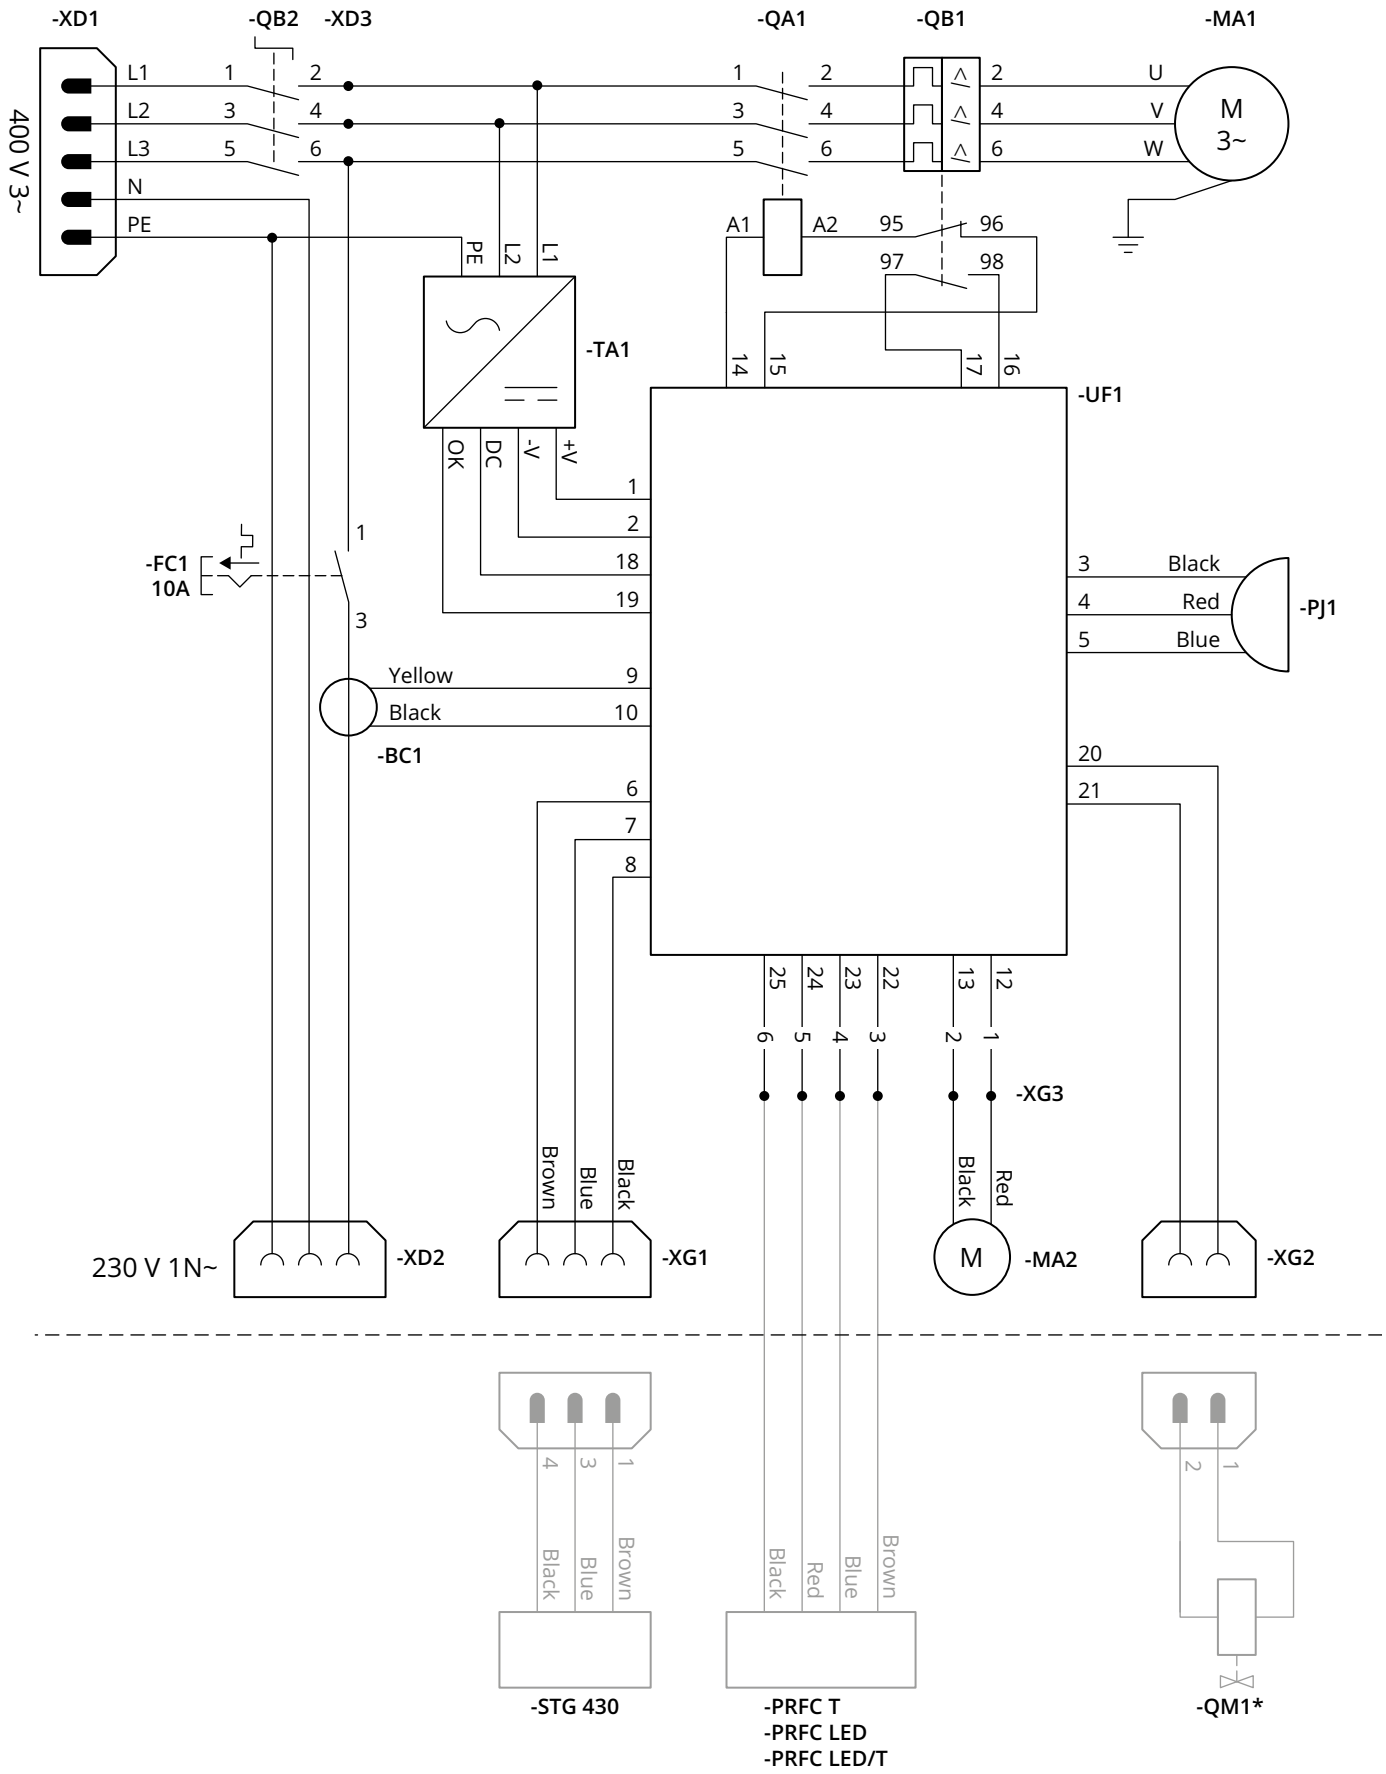 -XD1 -QB2 -XD3 -QA1 -QB1 -MA1
L1 1 2 1 2 2 U
L2 3 4 3 4 4 V
L3 5 6 5 6 6 W
M
3~
</ </ </
400 V 3~
N
PE
PE L2 L1
A1 A2 95 96
97 98
-TA1
14 15 17 16
-UF1
OK DC -V +V
1
2
18
19
1
-FC1
10A
3
3 Black
4 Red
5 Blue
-PJ1
Yellow 9
Black 10
-BC1
20
21
6
7
8
25 24 23 22 13 12
6 5 4 3 2 1
-XG3
Brown Blue Black
Black Red
230 V 1N~
-XD2
-XG1
M
-MA2
-XG2
4 3 1
2 1
Black Blue Brown
Black Red Blue Brown
-STG 430
-PRFC T
-PRFC LED
-PRFC LED/T
-QM1*